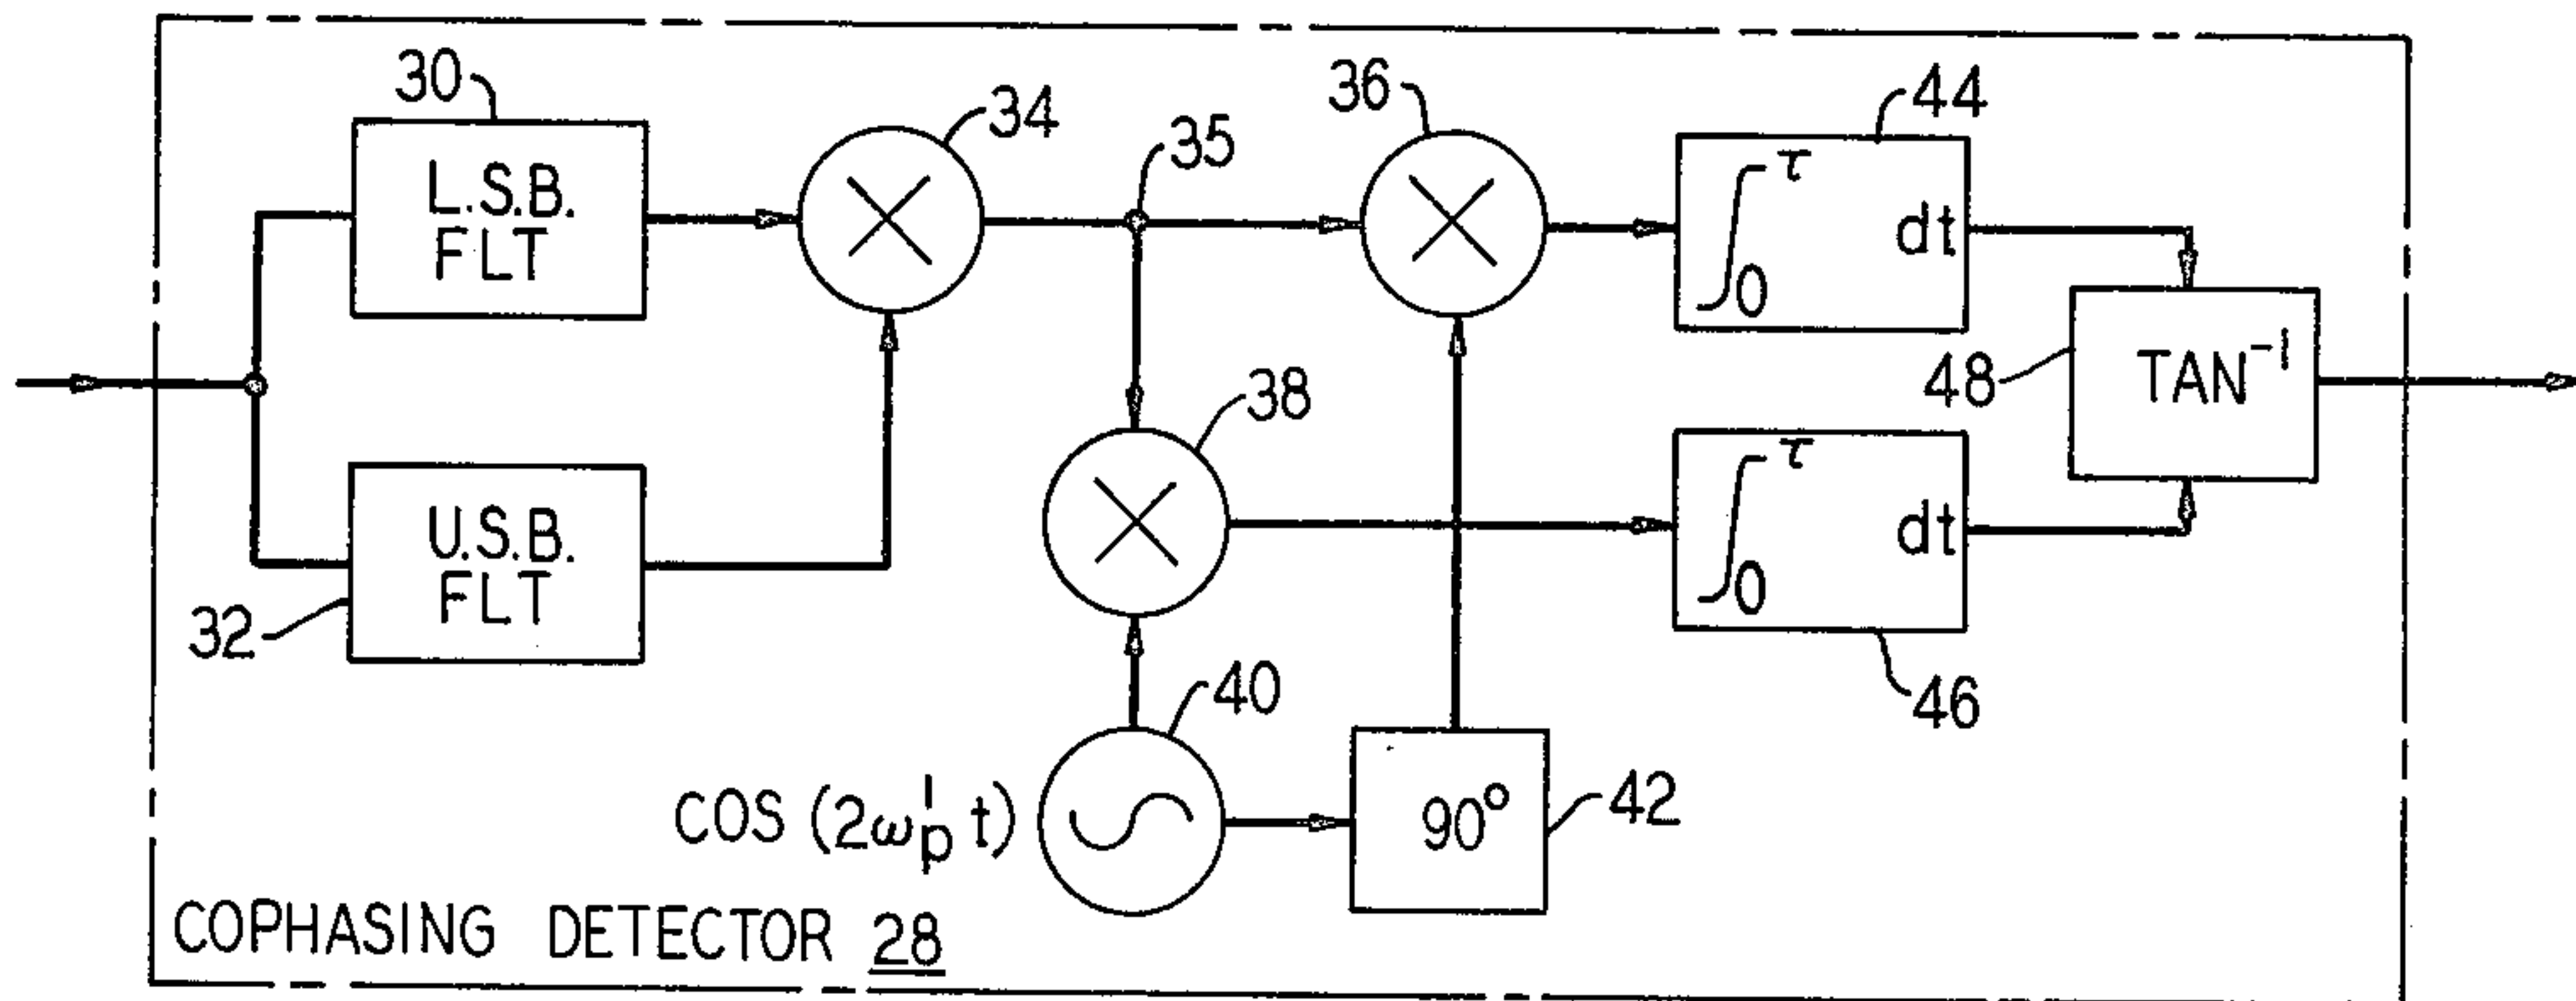 30
L.S.B.
FLT
34
35
36
44
∫₀^τ dt
U.S.B.
FLT
32
38
48
TAN⁻¹
∫₀^τ dt
46
40
COS (2ω'ₚ t)
90°
42
COPHASING DETECTOR 28